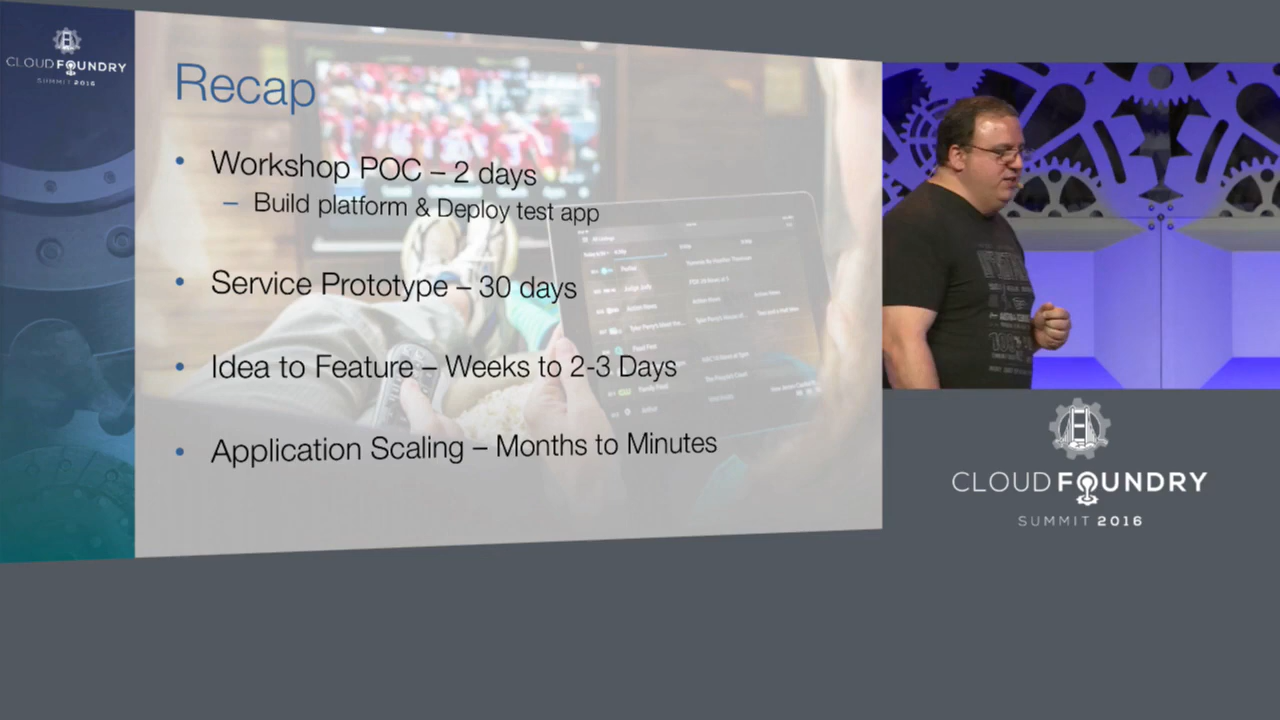 CLOUD FOUNDRY
SUMMIT 2016
Recap
• Workshop POC – 2 days
– Build platform & Deploy test app
• Service Prototype – 30 days
• Idea to Feature – Weeks to 2-3 Days
• Application Scaling – Months to Minutes
CLOUD FOUNDRY
SUMMIT 2016